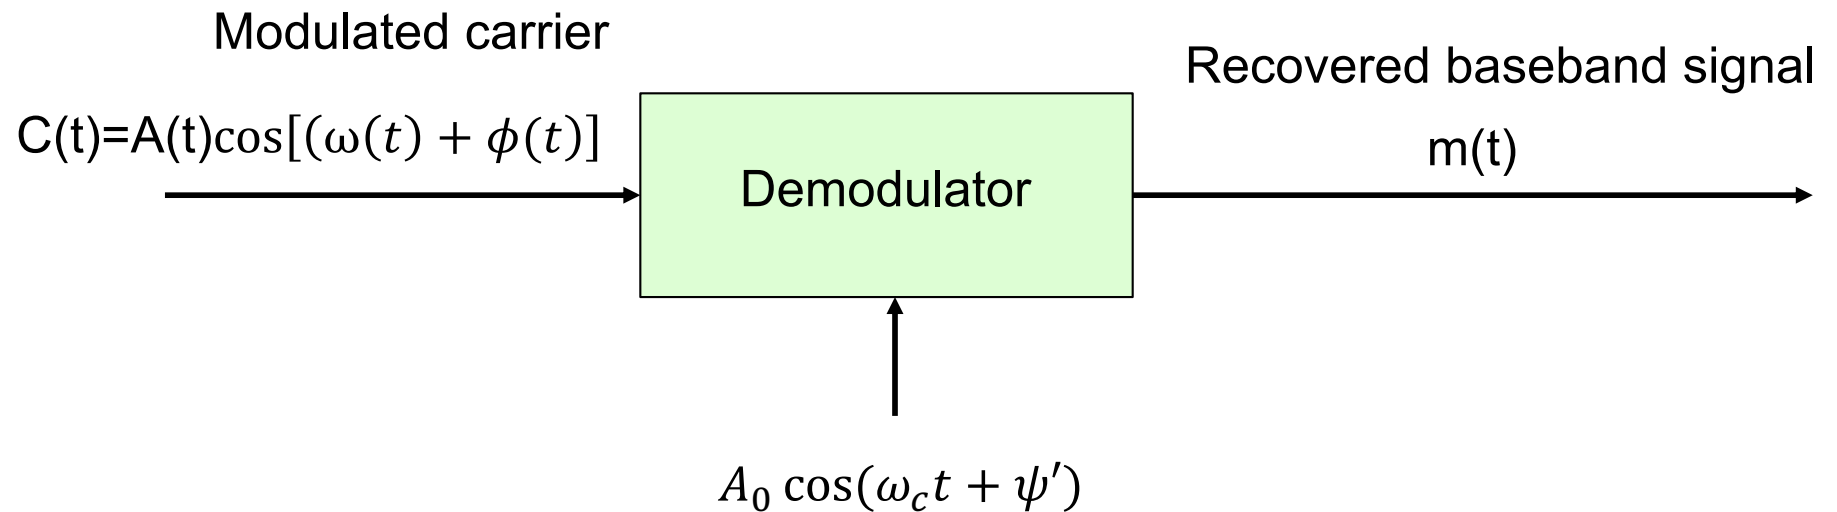 Modulated carrier
C(t)=A(t)cos[(ω(t) + ϕ(t)]
Demodulator
Recovered baseband signal
m(t)
A₀ cos(ω_c t + ψ′)